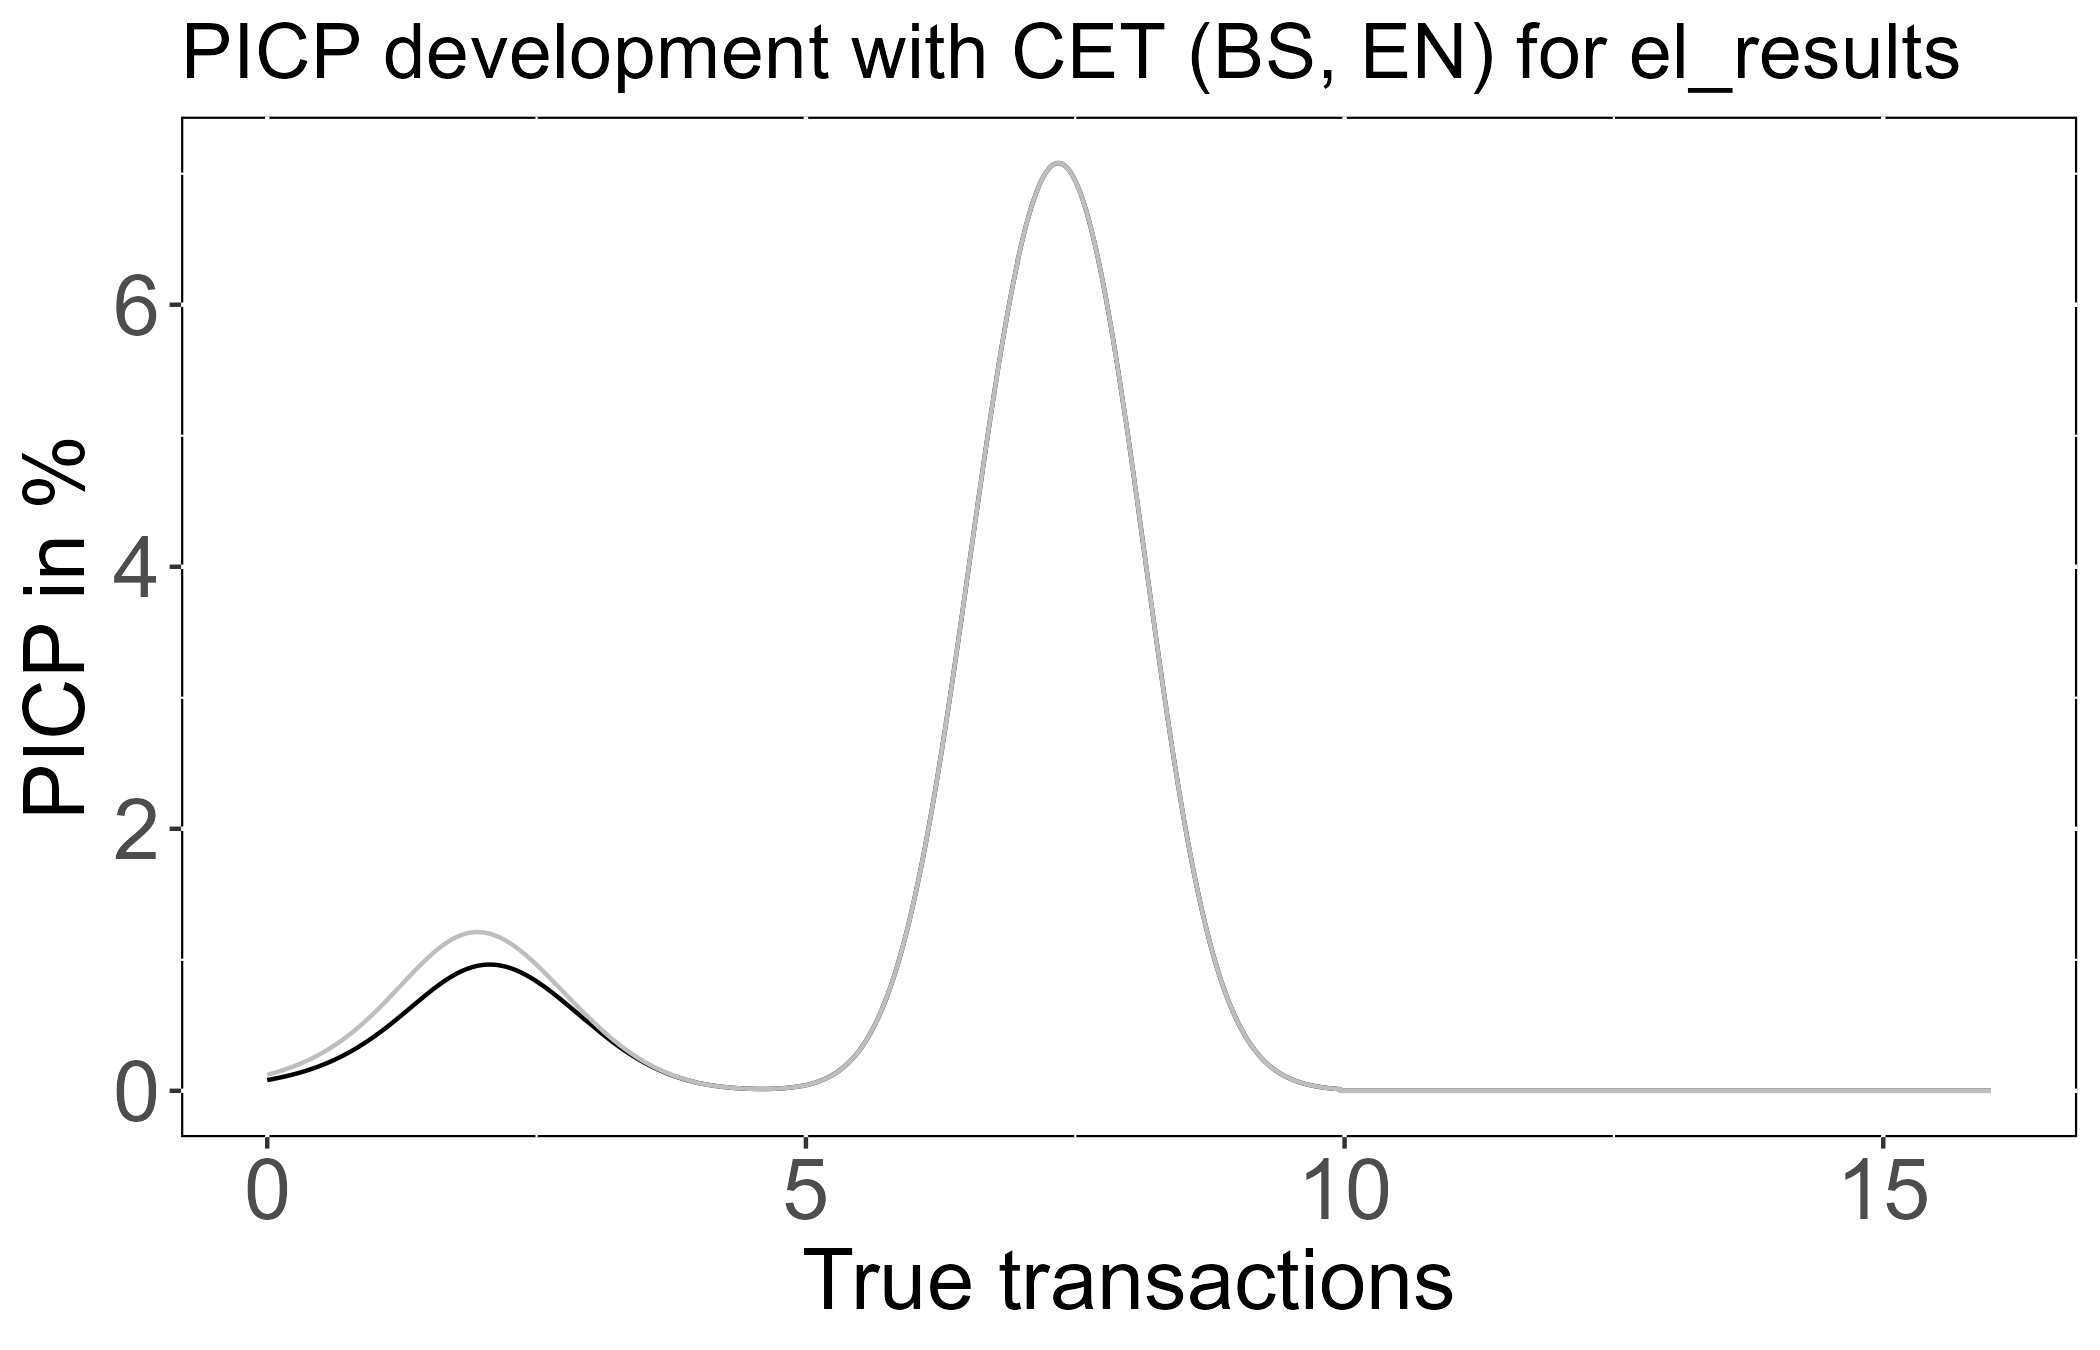 PICP development with CET (BS, EN) for el_results
PICP in %
6
4
2
0
0 5 10 15
True transactions